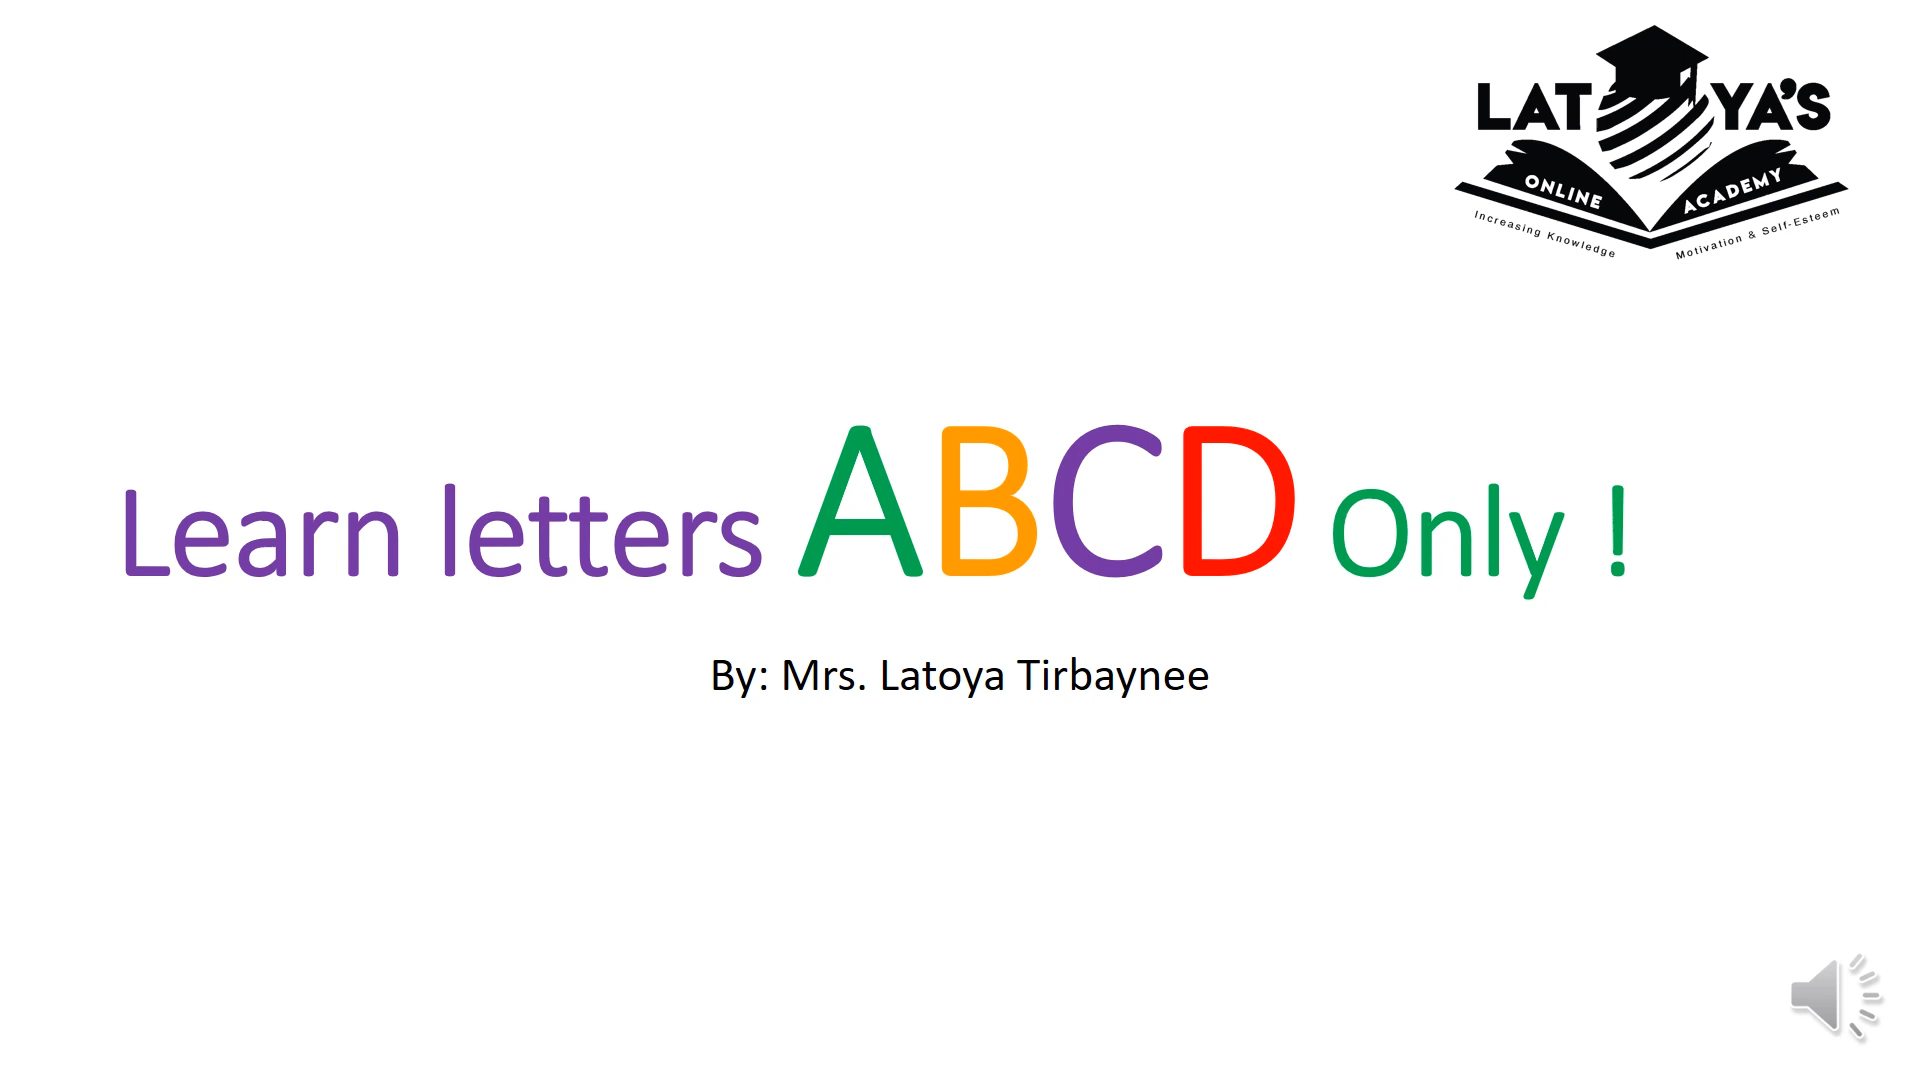 LATOYA'S
ONLINE ACADEMY
Increasing Knowledge Motivation & Self-Esteem
Learn letters ABCD Only !
By: Mrs. Latoya Tirbaynee